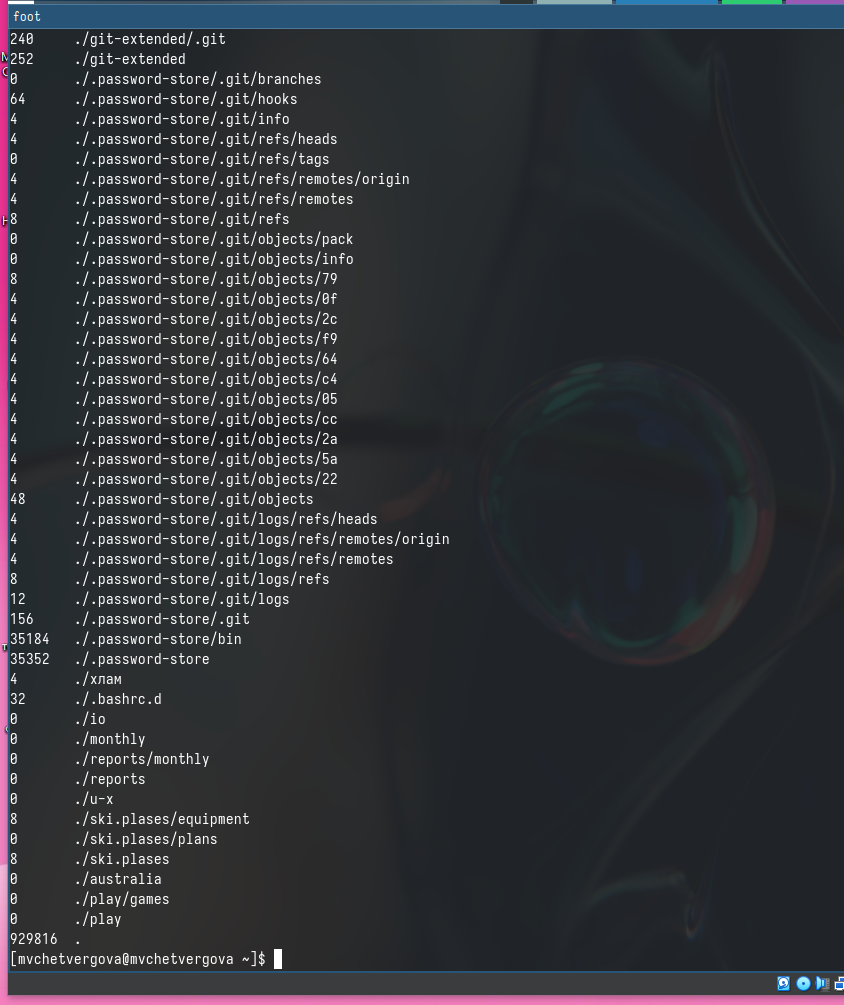 foot
240 ./git-extended/.git
252 ./git-extended
0 ./.password-store/.git/branches
64 ./.password-store/.git/hooks
4 ./.password-store/.git/info
4 ./.password-store/.git/refs/heads
0 ./.password-store/.git/refs/tags
4 ./.password-store/.git/refs/remotes/origin
4 ./.password-store/.git/refs/remotes
8 ./.password-store/.git/refs
0 ./.password-store/.git/objects/pack
0 ./.password-store/.git/objects/info
8 ./.password-store/.git/objects/79
4 ./.password-store/.git/objects/0f
4 ./.password-store/.git/objects/2c
4 ./.password-store/.git/objects/f9
4 ./.password-store/.git/objects/64
4 ./.password-store/.git/objects/c4
4 ./.password-store/.git/objects/05
4 ./.password-store/.git/objects/cc
4 ./.password-store/.git/objects/2a
4 ./.password-store/.git/objects/5a
4 ./.password-store/.git/objects/22
48 ./.password-store/.git/objects
4 ./.password-store/.git/logs/refs/heads
4 ./.password-store/.git/logs/refs/remotes/origin
4 ./.password-store/.git/logs/refs/remotes
8 ./.password-store/.git/logs/refs
12 ./.password-store/.git/logs
156 ./.password-store/.git
35184 ./.password-store/bin
35352 ./.password-store
4 ./хлам
32 ./.bashrc.d
0 ./io
0 ./monthly
0 ./reports/monthly
0 ./reports
0 ./u-x
8 ./ski.plases/equipment
0 ./ski.plases/plans
8 ./ski.plases
0 ./australia
0 ./play/games
0 ./play
929816 .
[mvchetvergova@mvchetvergova ~]$